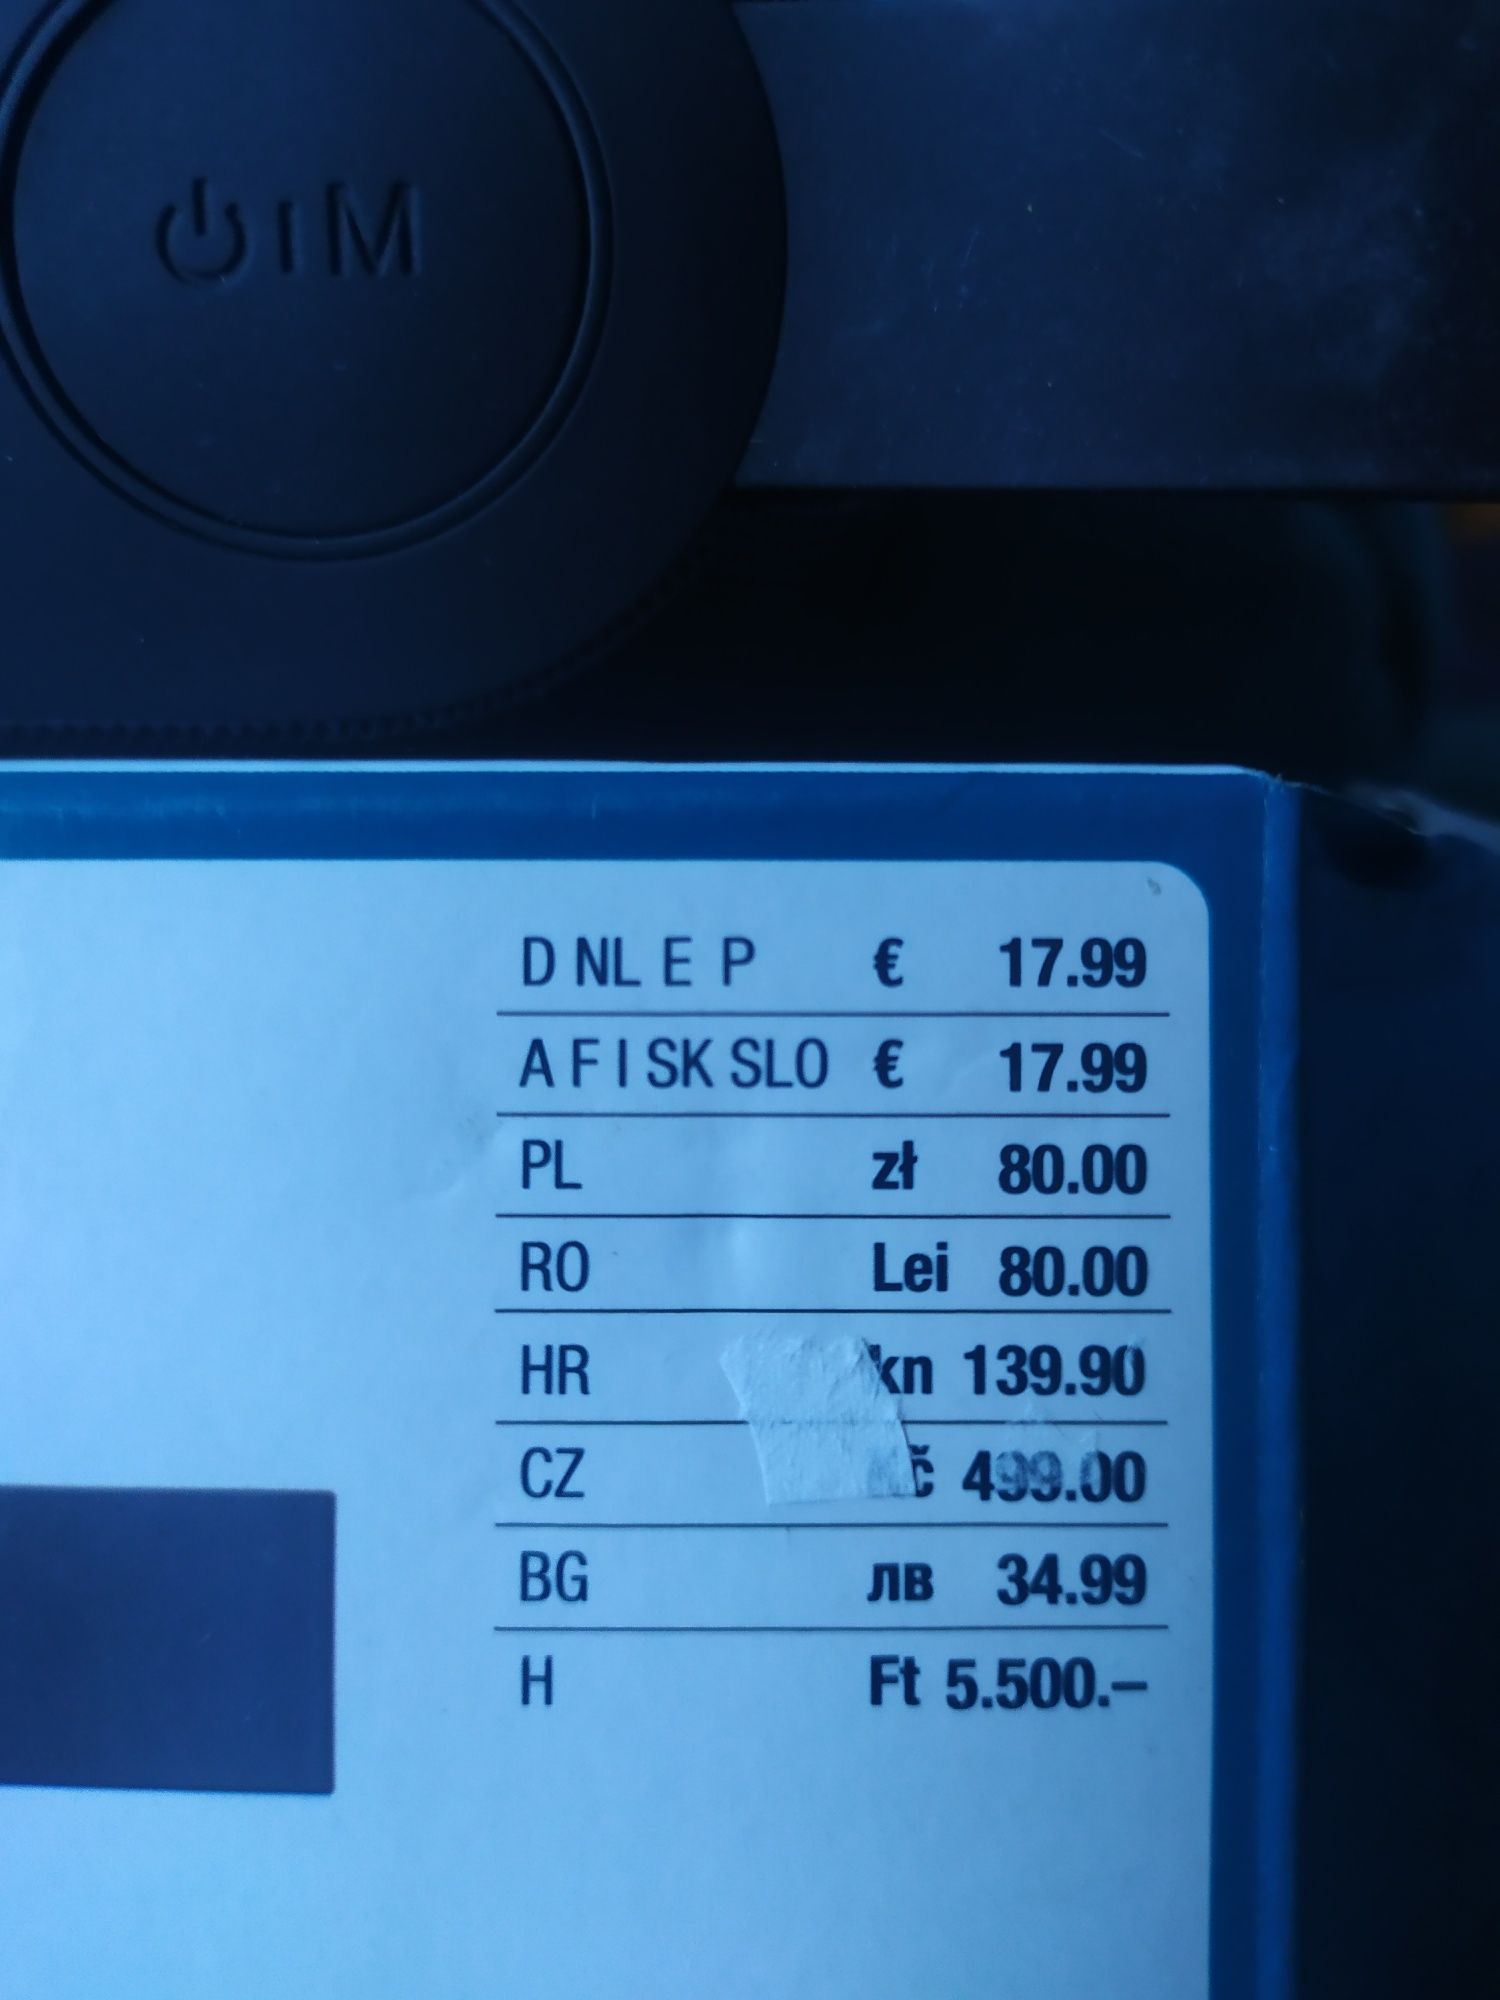 I M
D NL E P € 17.99
A F I SK SLO € 17.99
PL zł 80.00
RO Lei 80.00
HR kn 139.90
CZ 499.00
BG лв 34.99
H Ft 5.500.–